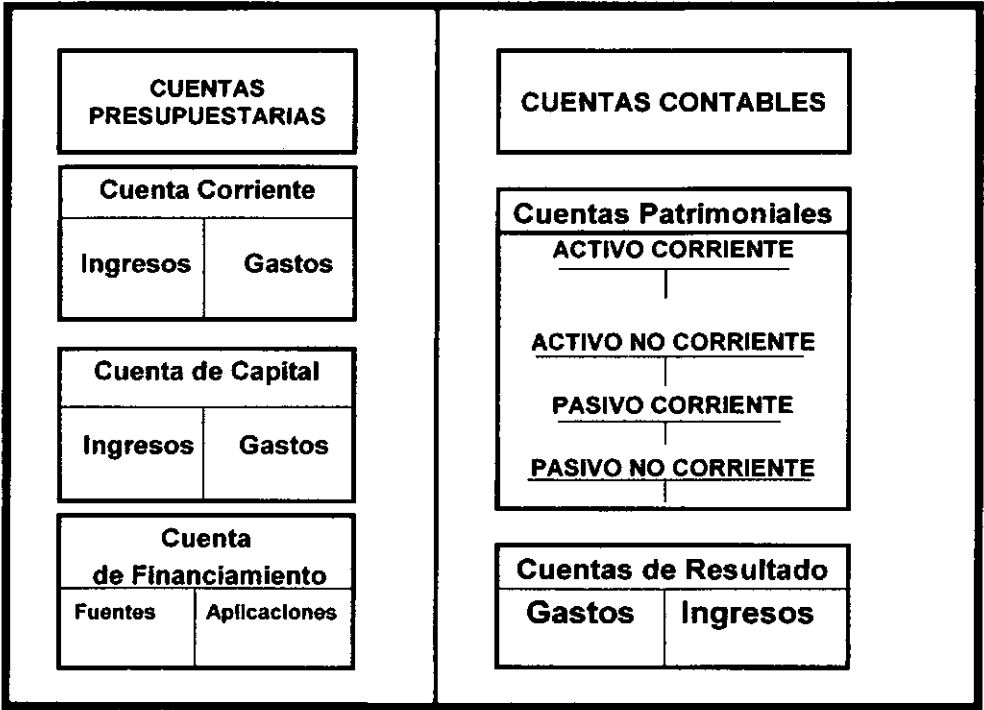 CUENTAS
PRESUPUESTARIAS
Cuenta Corriente
Ingresos
Gastos
Cuenta de Capital
Ingresos
Gastos
Cuenta
de Financiamiento
Fuentes
Aplicaciones
CUENTAS CONTABLES
Cuentas Patrimoniales
ACTIVO CORRIENTE
ACTIVO NO CORRIENTE
PASIVO CORRIENTE
PASIVO NO CORRIENTE
Cuentas de Resultado
Gastos
Ingresos